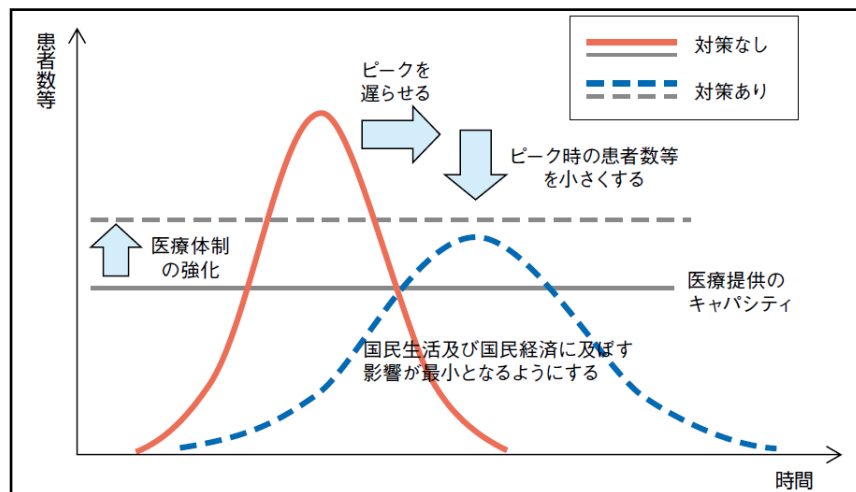 患者数等
対策なし
対策あり
ピークを
遅らせる
ピーク時の患者数等
を小さくする
医療体制
の強化
医療提供の
キャパシティ
国民生活及び国民経済に及ぼす
影響が最小となるようにする
時間